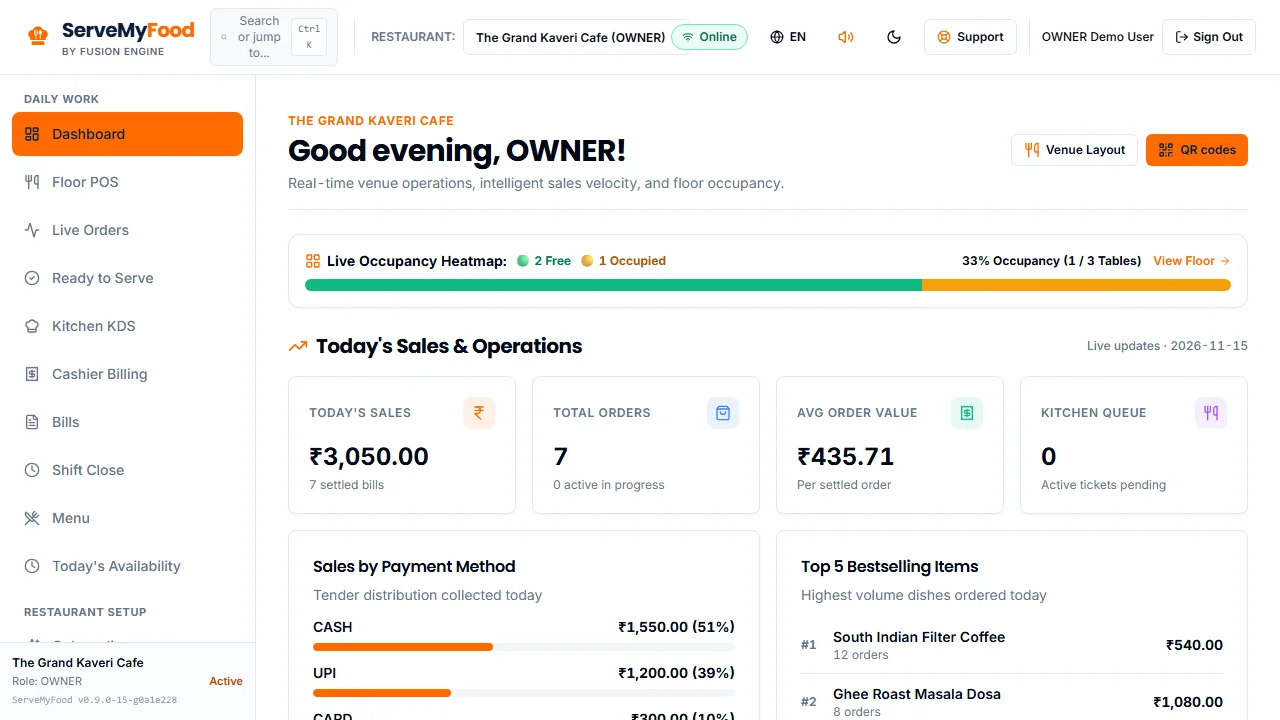 ServeMyFood
BY FUSION ENGINE
Search or jump to...
Ctrl K
RESTAURANT:
The Grand Kaveri Cafe (OWNER)
Online
EN
Support
OWNER Demo User
Sign Out
DAILY WORK
Dashboard
Floor POS
Live Orders
Ready to Serve
Kitchen KDS
Cashier Billing
Bills
Shift Close
Menu
Today's Availability
RESTAURANT SETUP
The Grand Kaveri Cafe
Role: OWNER
Active
ServeMyFood v0.9.0-15-g0a1e228
THE GRAND KAVERI CAFE
Good evening, OWNER!
Real-time venue operations, intelligent sales velocity, and floor occupancy.
Venue Layout
QR codes
Live Occupancy Heatmap:
2 Free
1 Occupied
33% Occupancy (1 / 3 Tables)
View Floor →
Today's Sales & Operations
Live updates · 2026-11-15
TODAY'S SALES
₹3,050.00
7 settled bills
TOTAL ORDERS
7
0 active in progress
AVG ORDER VALUE
₹435.71
Per settled order
KITCHEN QUEUE
0
Active tickets pending
Sales by Payment Method
Tender distribution collected today
CASH
₹1,550.00 (51%)
UPI
₹1,200.00 (39%)
CARD
₹300.00 (10%)
Top 5 Bestselling Items
Highest volume dishes ordered today
#1
South Indian Filter Coffee
12 orders
₹540.00
#2
Ghee Roast Masala Dosa
8 orders
₹1,080.00